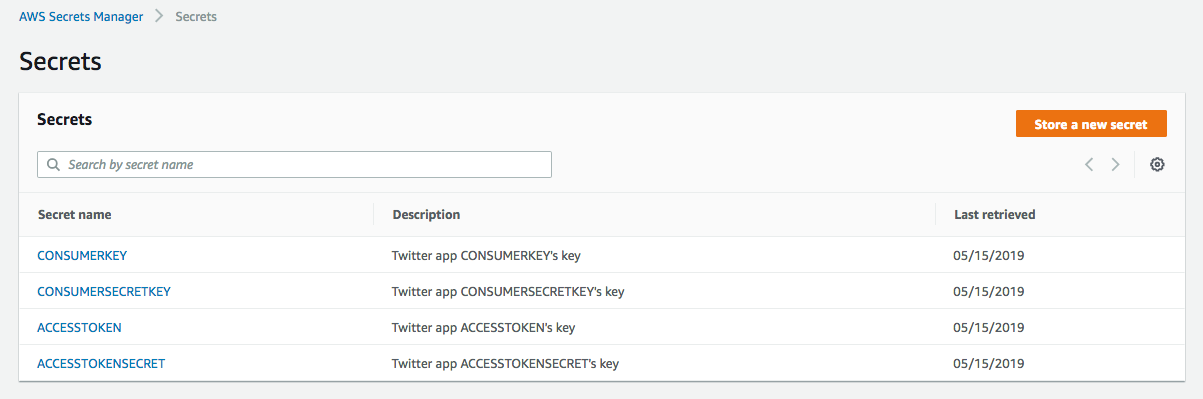 AWS Secrets Manager > Secrets
Secrets
Secrets
Store a new secret
Search by secret name
Secret name Description Last retrieved
CONSUMERKEY Twitter app CONSUMERKEY's key 05/15/2019
CONSUMERSECRETKEY Twitter app CONSUMERSECRETKEY's key 05/15/2019
ACCESSTOKEN Twitter app ACCESSTOKEN's key 05/15/2019
ACCESSTOKENSECRET Twitter app ACCESSTOKENSECRET's key 05/15/2019